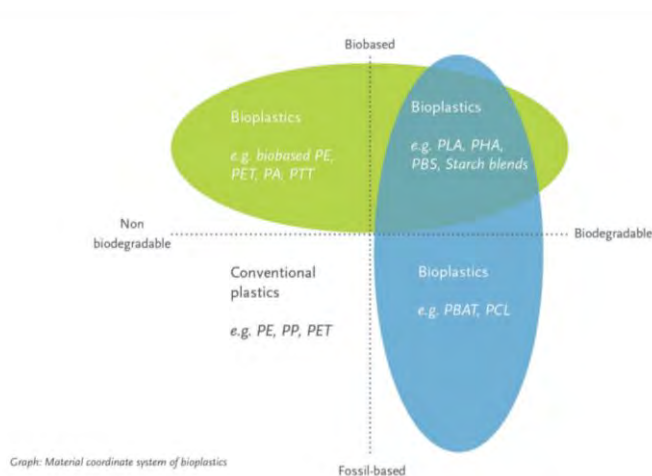 Biobased
Bioplastics
e.g. biobased PE,
PET, PA, PTT
Bioplastics
e.g. PLA, PHA,
PBS, Starch blends
Non
biodegradable
Biodegradable
Conventional
plastics
e.g. PE, PP, PET
Bioplastics
e.g. PBAT, PCL
Graph: Material coordinate system of bioplastics
Fossil-based